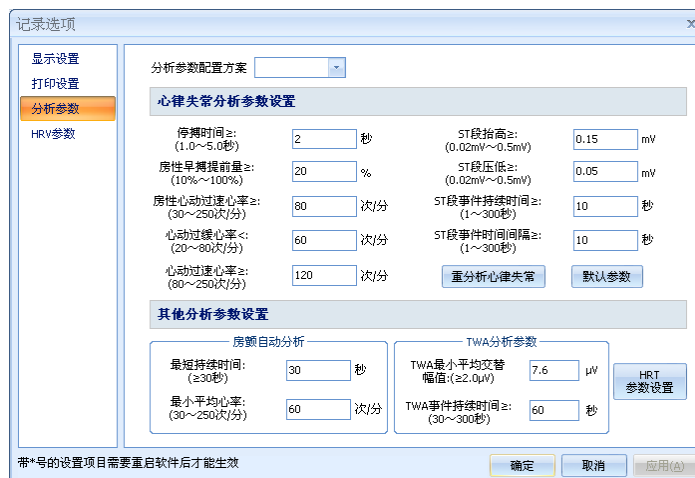 记录选项
显示设置
打印设置
分析参数
HRV参数
分析参数配置方案
心律失常分析参数设置
停搏时间≥:
(1.0～5.0秒)
2 秒
房性早搏提前量≥:
(10%～100%)
20 %
房性心动过速心率≥:
(30～250次/分)
80 次/分
心动过缓心率<:
(20～80次/分)
60 次/分
心动过速心率≥:
(80～250次/分)
120 次/分
ST段抬高≥:
(0.02mV～0.5mV)
0.15 mV
ST段压低≥:
(0.02mV～0.5mV)
0.05 mV
ST段事件持续时间≥:
(1～300秒)
10 秒
ST段事件时间间隔≥:
(1～300秒)
10 秒
重分析心律失常
默认参数
其他分析参数设置
房颤自动分析
最短持续时间:
(≥30秒)
30 秒
最小平均心率:
(30～250次/分)
60 次/分
TWA分析参数
TWA最小平均交替
幅值:(≥2.0μV)
7.6 μV
TWA事件持续时间≥:
(30～300秒)
60 秒
HRT
参数设置
带*号的设置项目需要重启软件后才能生效
确定
取消
应用(A)